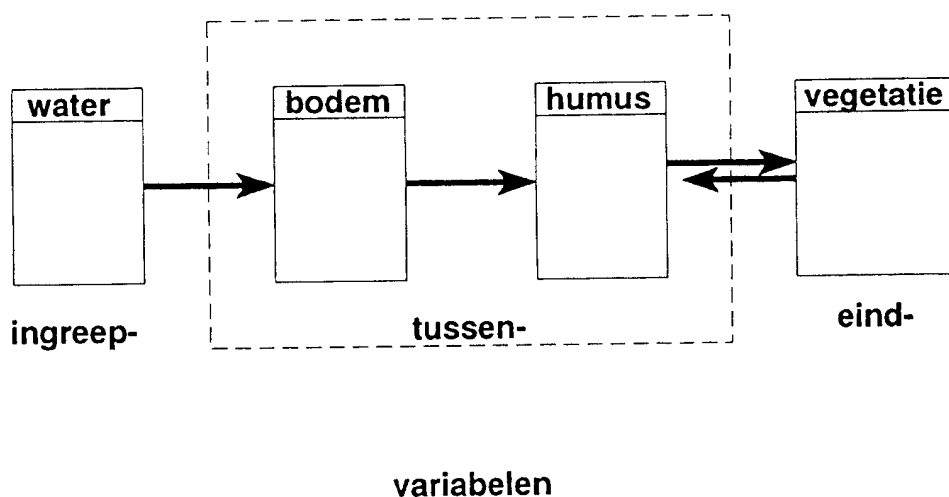 water bodem humus vegetatie
ingreep- tussen- eind-
variabelen